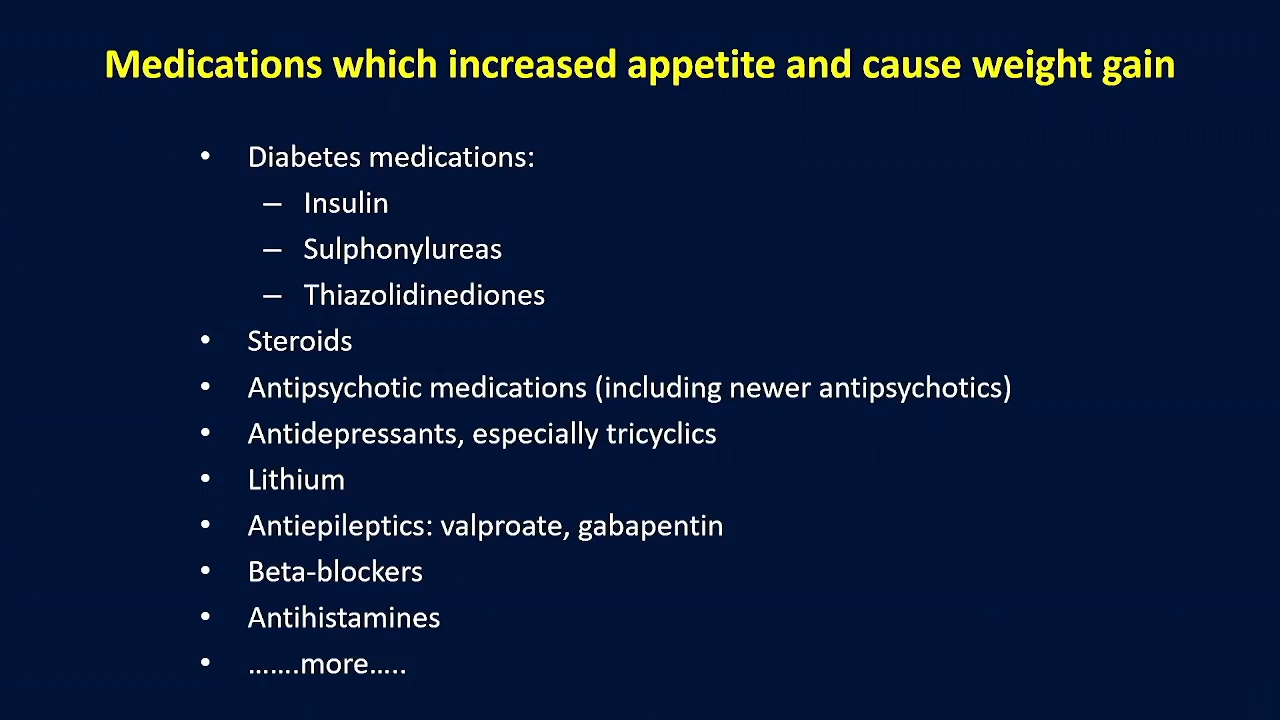 Medications which increased appetite and cause weight gain
• Diabetes medications:
– Insulin
– Sulphonylureas
– Thiazolidinediones
• Steroids
• Antipsychotic medications (including newer antipsychotics)
• Antidepressants, especially tricyclics
• Lithium
• Antiepileptics: valproate, gabapentin
• Beta-blockers
• Antihistamines
• …….more…..